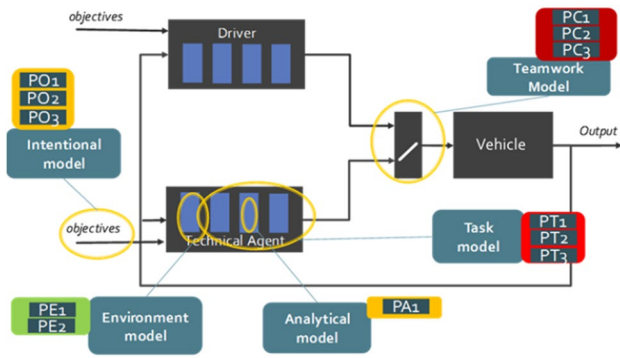 objectives
Driver
PC1
PC2
PC3
Teamwork
Model
PO1
PO2
PO3
Intentional
model
Vehicle
Output
objectives
Technical Agent
Task
model
PT1
PT2
PT3
PE1
PE2
Environment
model
Analytical
model
PA1